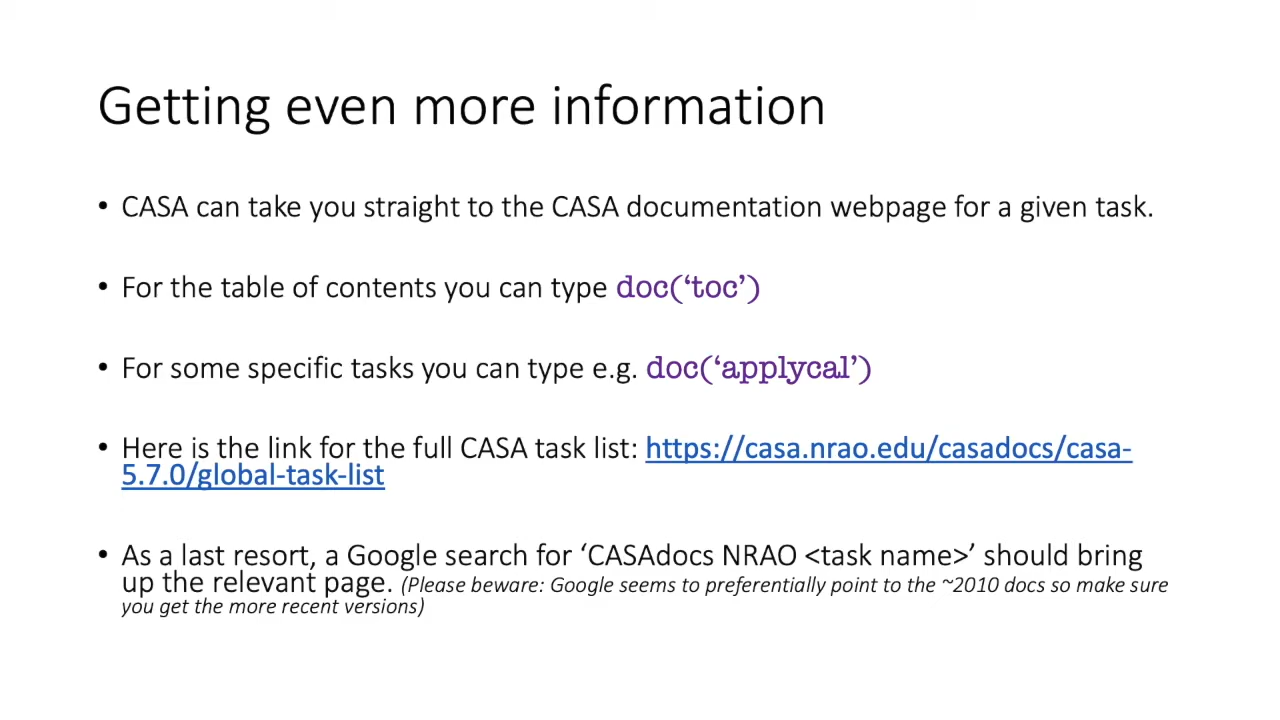 Getting even more information
• CASA can take you straight to the CASA documentation webpage for a given task.
• For the table of contents you can type doc(‘toc’)
• For some specific tasks you can type e.g. doc(‘applycal’)
• Here is the link for the full CASA task list: https://casa.nrao.edu/casadocs/casa-
5.7.0/global-task-list
• As a last resort, a Google search for ‘CASAdocs NRAO <task name>’ should bring
up the relevant page. (Please beware: Google seems to preferentially point to the ~2010 docs so make sure
you get the more recent versions)